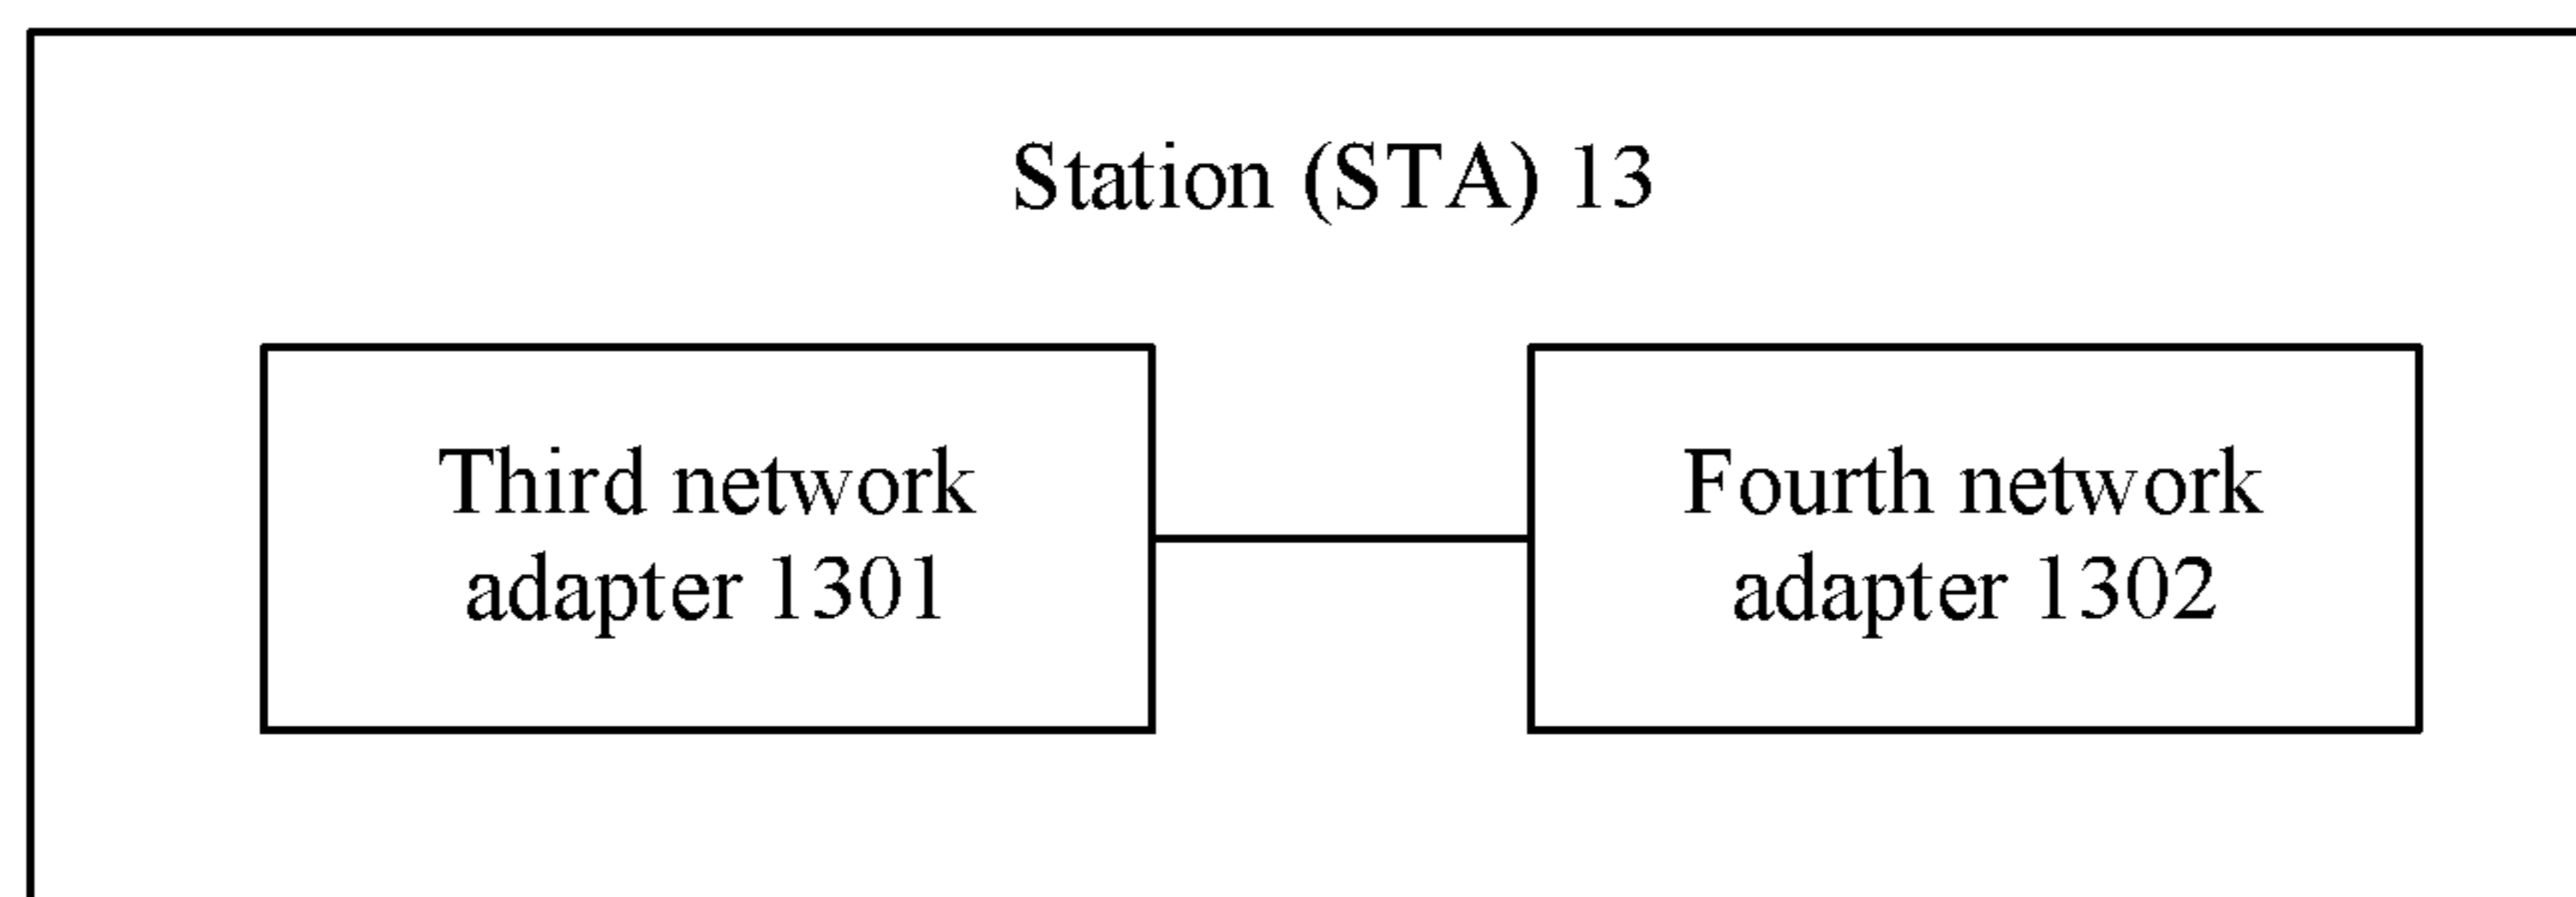 Station (STA) 13
Third network
adapter 1301
Fourth network
adapter 1302